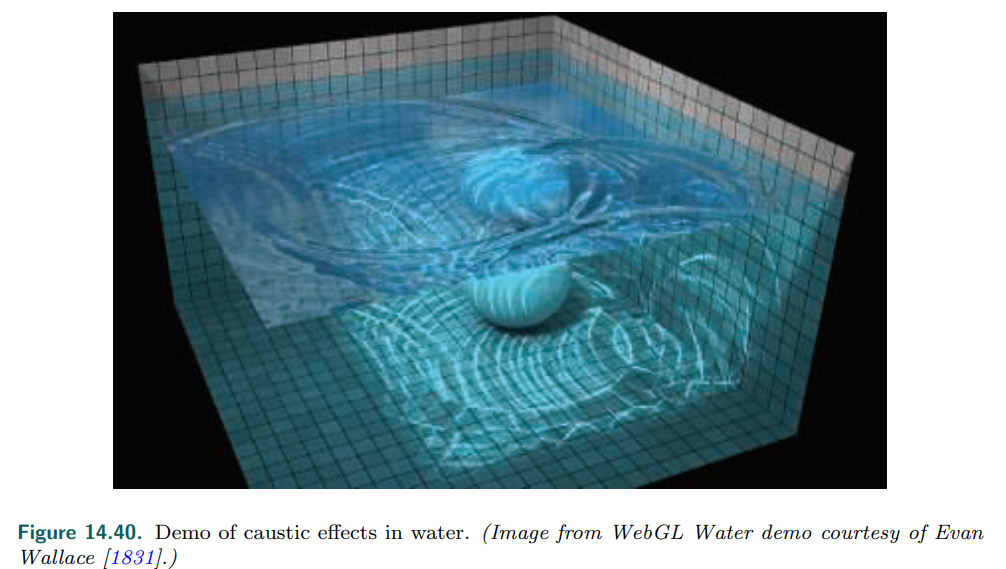 Figure 14.40. Demo of caustic effects in water. (Image from WebGL Water demo courtesy of Evan
Wallace [1831].)